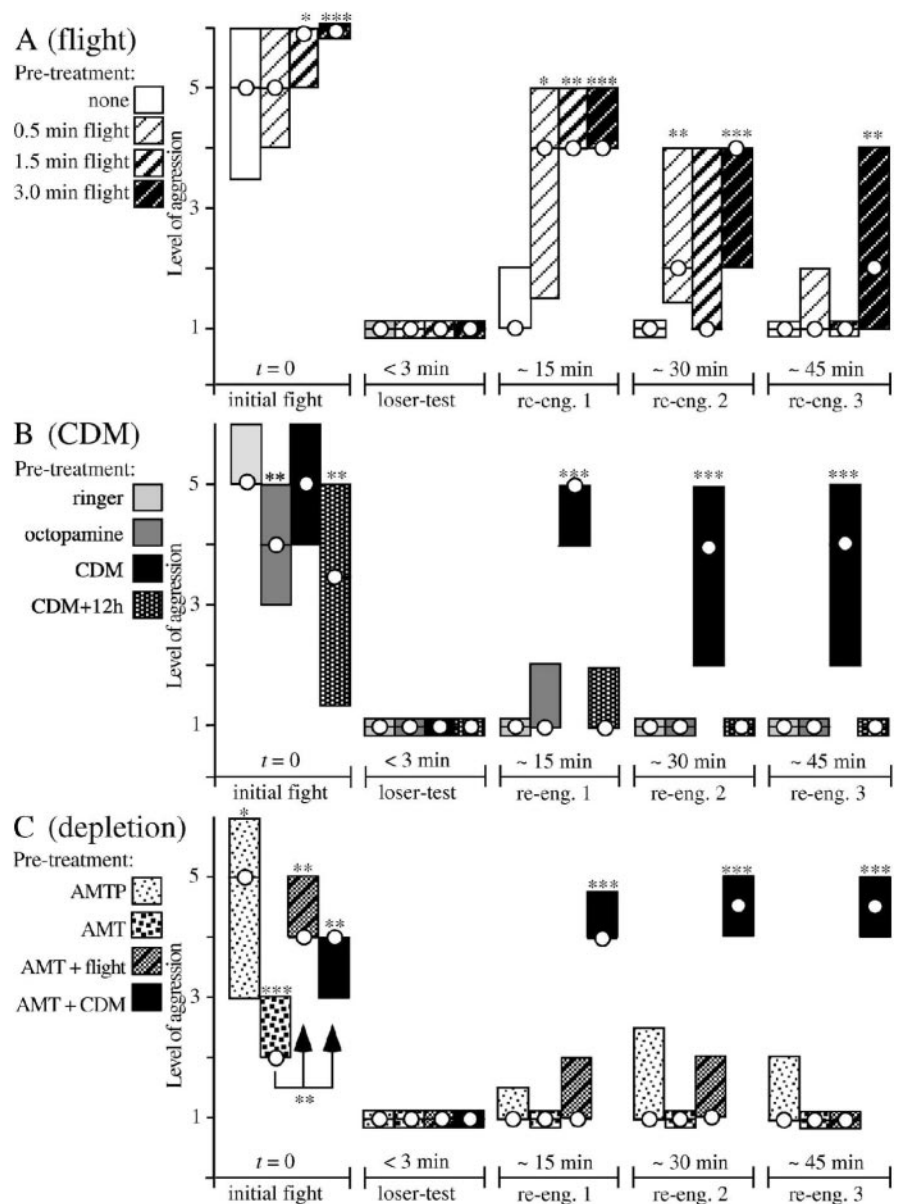 A (flight)
Pre-treatment:
none
0.5 min flight
1.5 min flight
3.0 min flight
Level of aggression
5
3
1
* ***
* ** ***
** ***
**
t = 0
< 3 min
~ 15 min
~ 30 min
~ 45 min
initial fight
loser-test
re-eng. 1
re-eng. 2
re-eng. 3
B (CDM)
Pre-treatment:
ringer
octopamine
CDM
CDM+12h
Level of aggression
5
3
1
** **
***
***
***
t = 0
< 3 min
~ 15 min
~ 30 min
~ 45 min
initial fight
loser-test
re-eng. 1
re-eng. 2
re-eng. 3
C (depletion)
Pre-treatment:
AMTP
AMT
AMT + flight
AMT + CDM
Level of aggression
5
3
1
* *** ** **
**
***
***
***
t = 0
< 3 min
~ 15 min
~ 30 min
~ 45 min
initial fight
loser-test
re-eng. 1
re-eng. 2
re-eng. 3